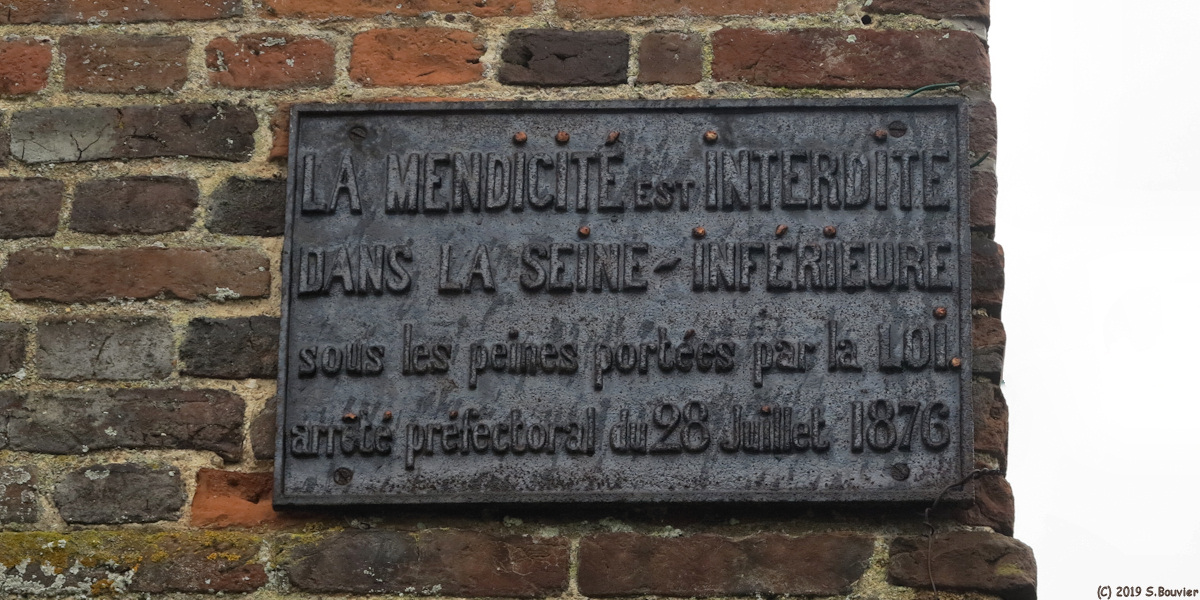 LA MENDICITÉ EST INTERDITE
DANS LA SEINE-INFÉRIEURE
sous les peines portées par la LOI.
arrêté préfectoral du 28 Juillet 1876
(C) 2019 S.Bouvier